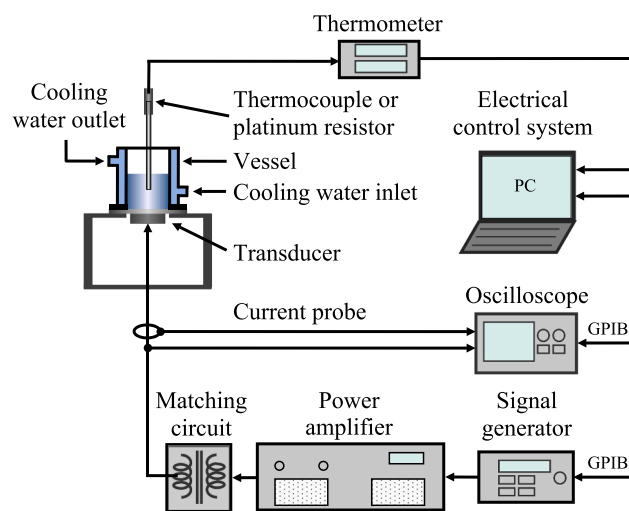 Thermometer
Cooling
water outlet
Thermocouple or
platinum resistor
Electrical
control system
Vessel
PC
Cooling water inlet
Transducer
Current probe
Oscilloscope
GPIB
Matching
circuit
Power
amplifier
Signal
generator
GPIB